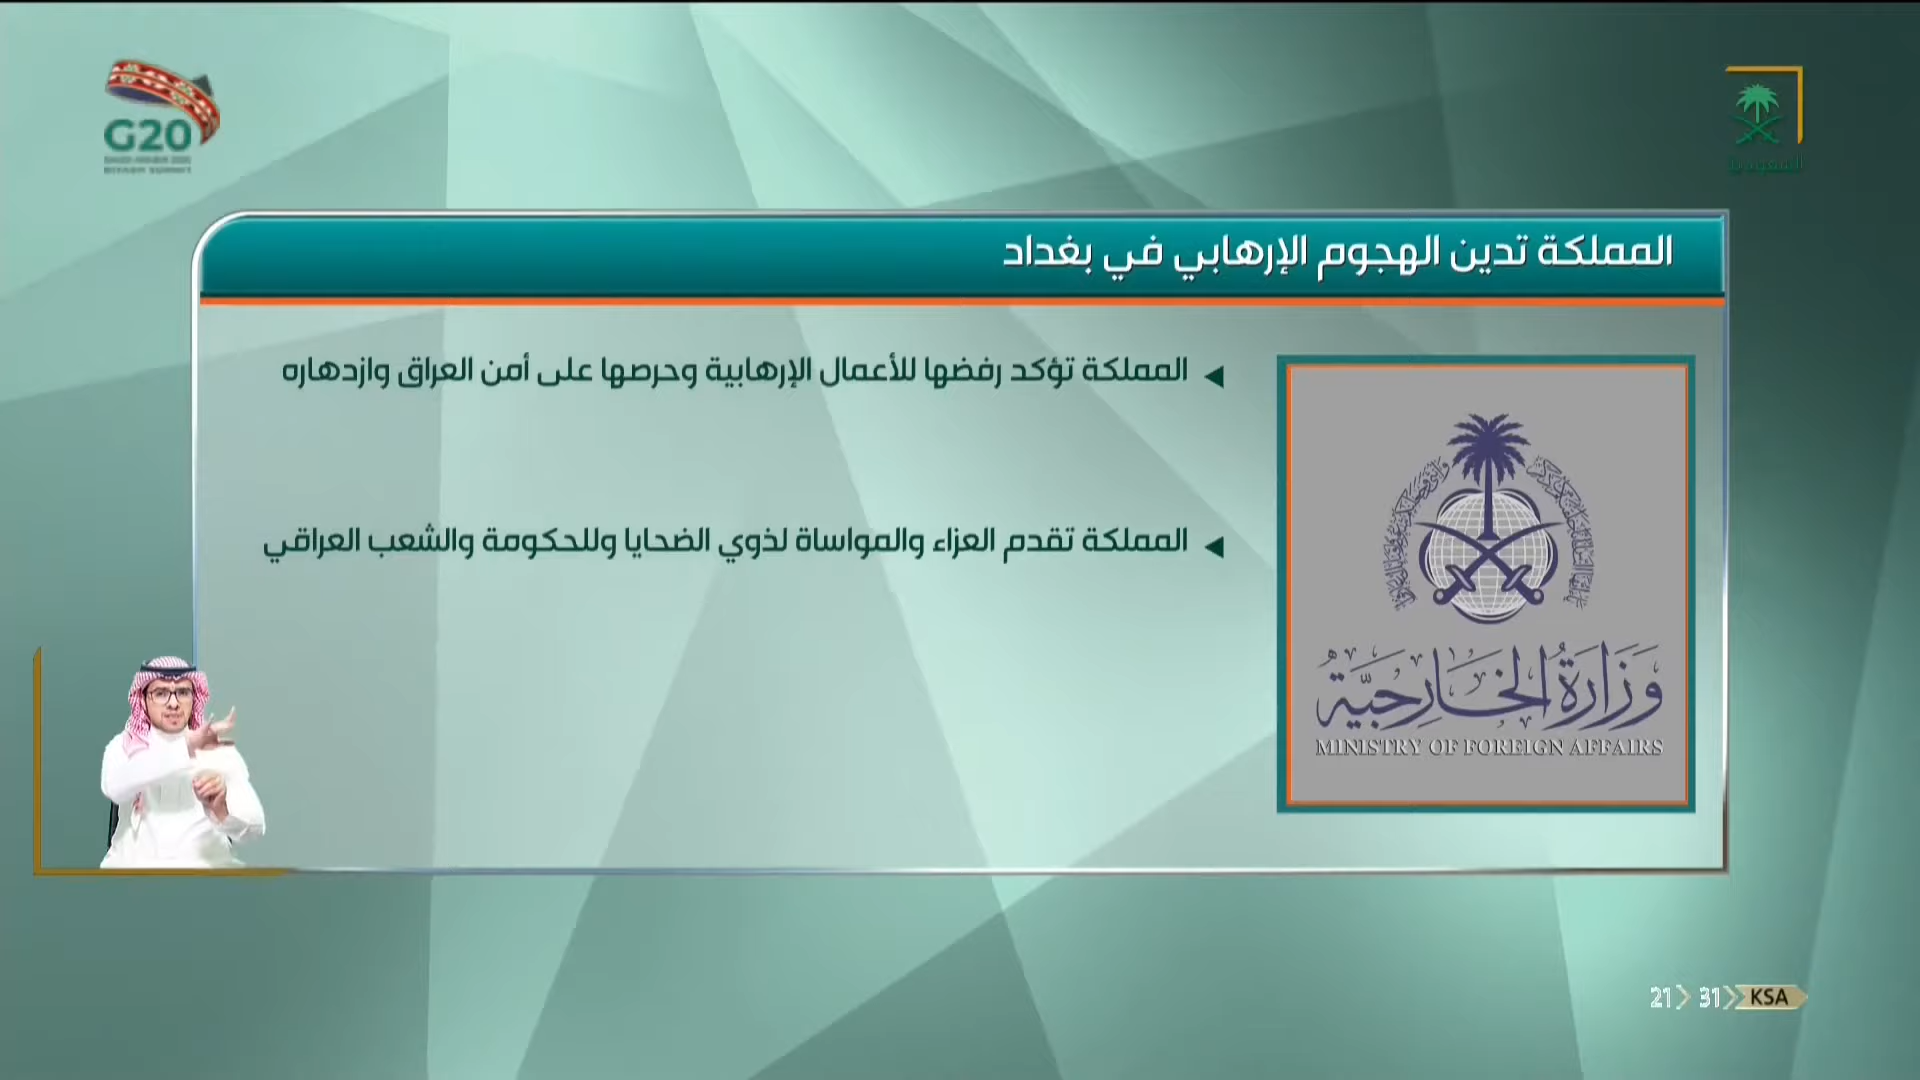 G20
السعودية
المملكة تدين الهجوم الإرهابي في بغداد
المملكة تؤكد رفضها للأعمال الإرهابية وحرصها على أمن العراق وازدهاره
المملكة تقدم العزاء والمواساة لذوي الضحايا وللحكومة والشعب العراقي
وزارة الخارجية
MINISTRY OF FOREIGN AFFAIRS
21 31 KSA